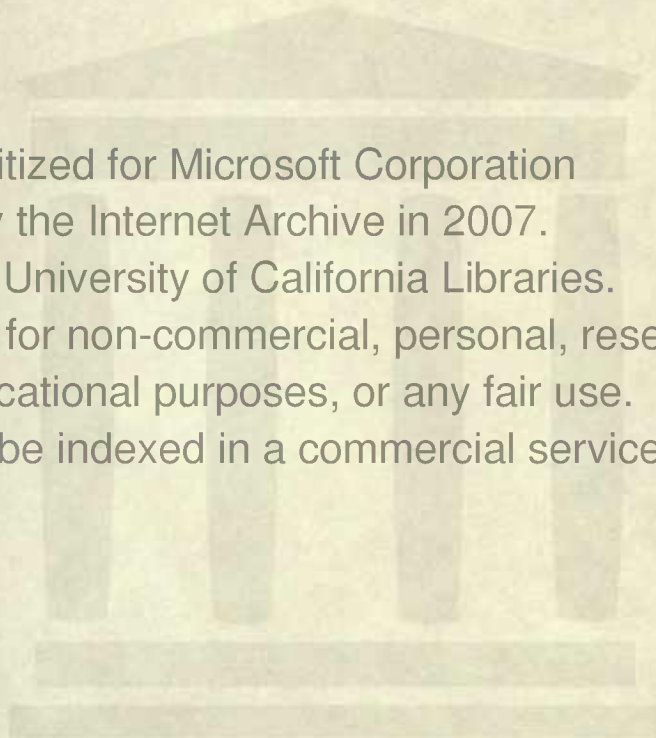 itized for Microsoft Corporation
the Internet Archive in 2007.
University of California Libraries.
for non-commercial, personal, rese
cational purposes, or any fair use.
be indexed in a commercial service